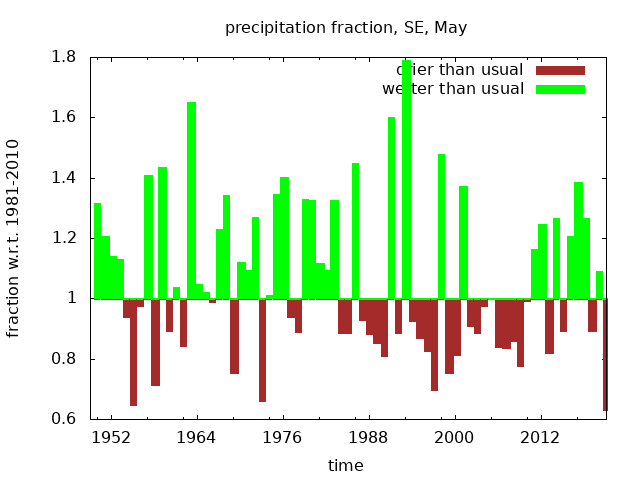 precipitation fraction, SE, May
1.8
1.6
1.4
1.2
1
0.8
0.6
fraction w.r.t. 1981-2010
drier than usual
wetter than usual
1952 1964 1976 1988 2000 2012
time